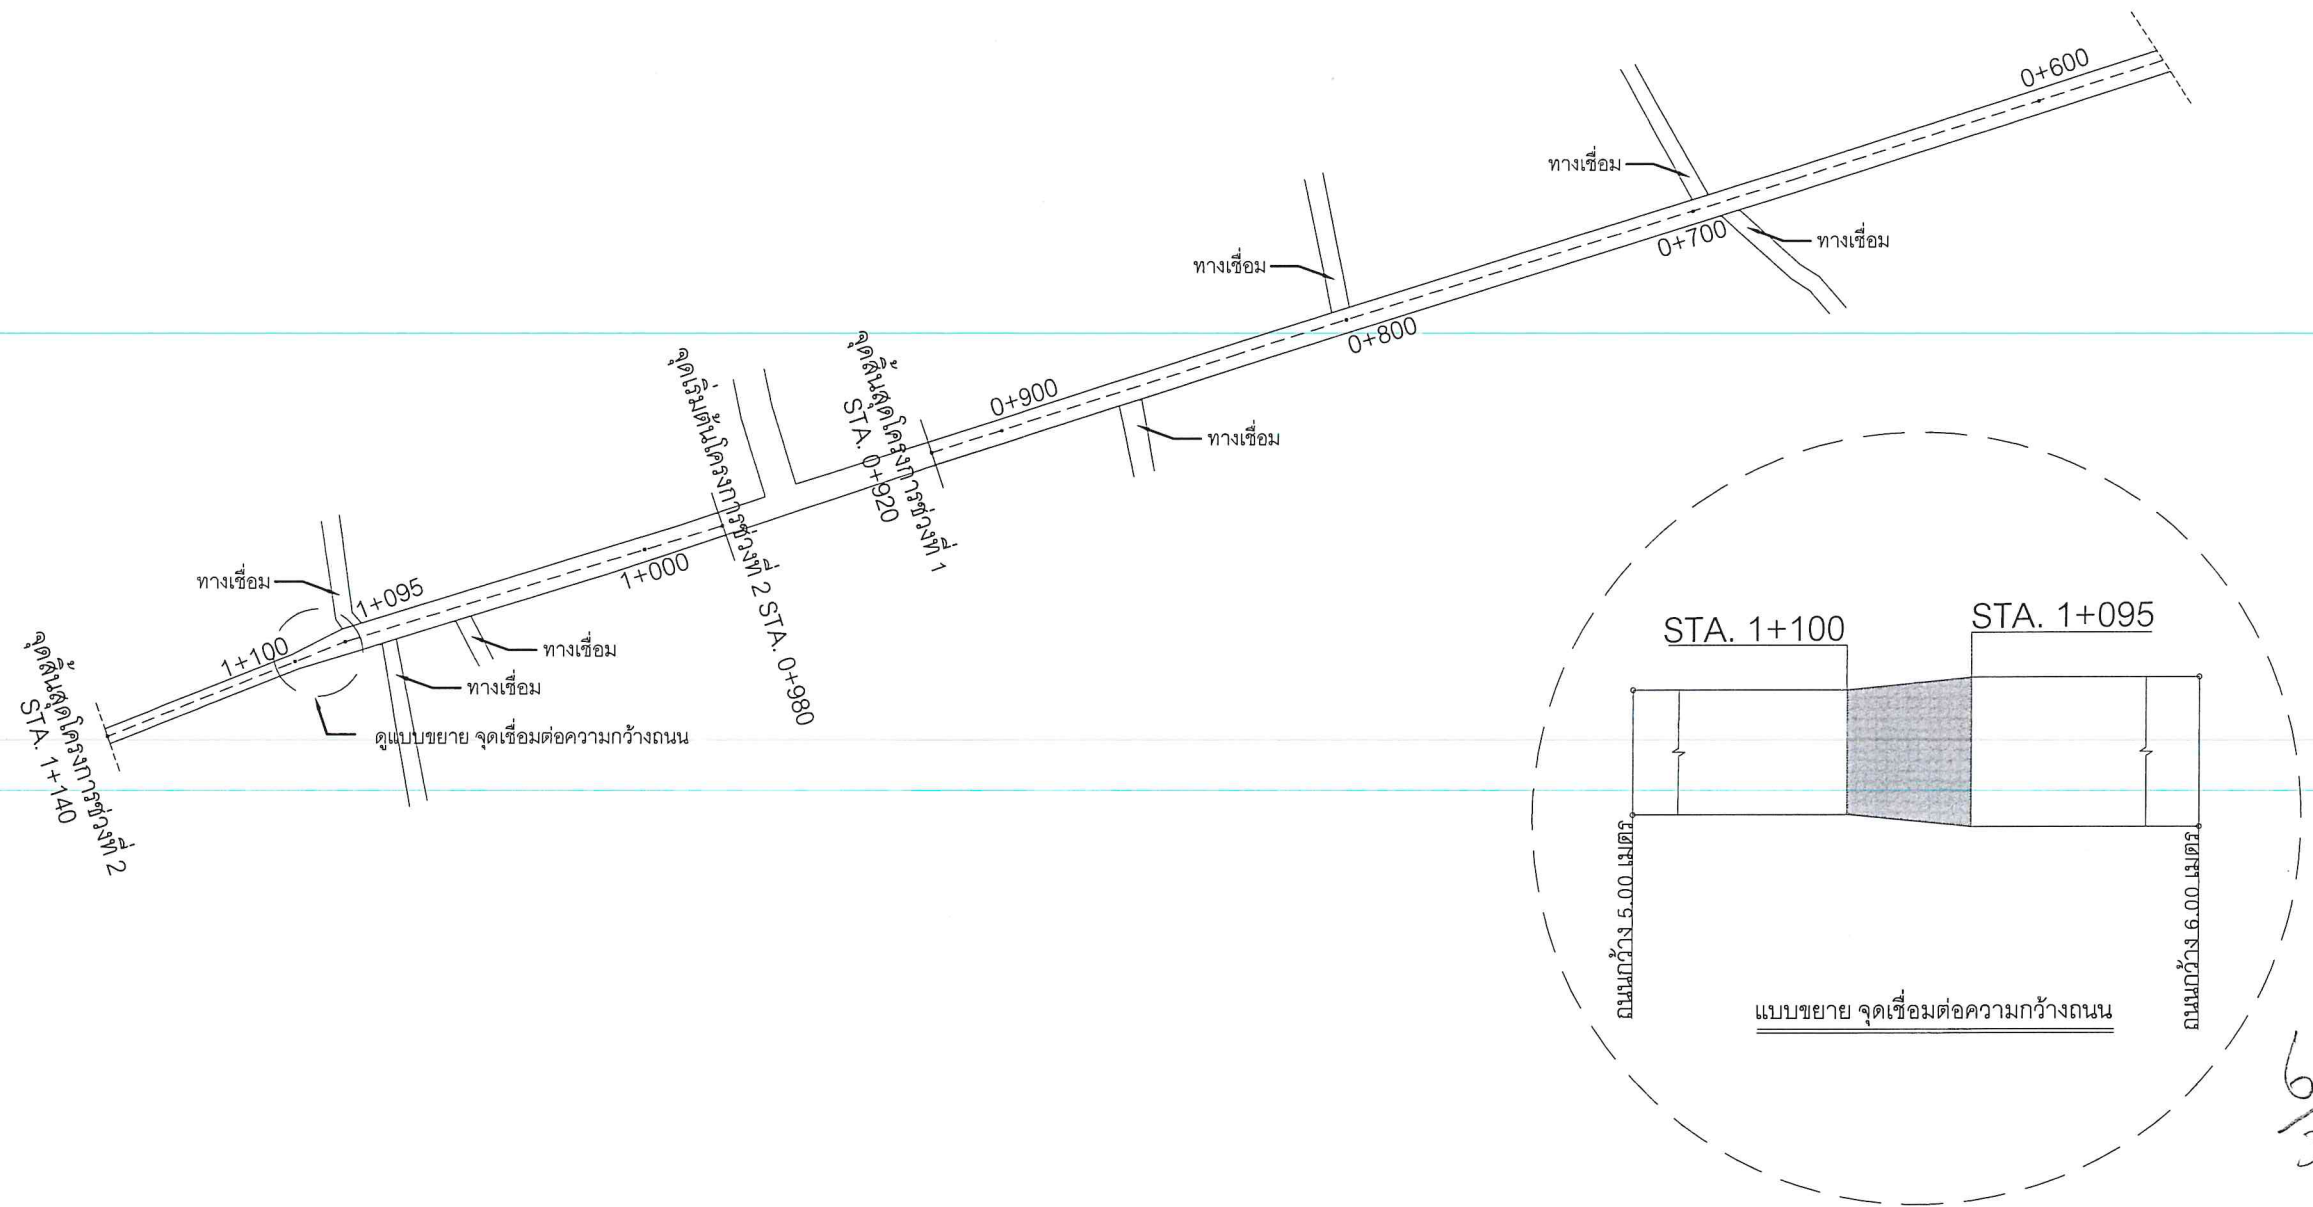 0+600
ทางเชื่อม
0+700
ทางเชื่อม
ทางเชื่อม
0+800
จุดสิ้นสุดโครงการช่วงที่ 1
STA. 0+920
0+900
ทางเชื่อม
จุดเริ่มต้นโครงการช่วงที่ 2 STA. 0+980
1+000
ทางเชื่อม
1+095
1+100
ทางเชื่อม
ทางเชื่อม
ดูแบบขยาย จุดเชื่อมต่อความกว้างถนน
จุดสิ้นสุดโครงการช่วงที่ 2
STA. 1+140
STA. 1+100
STA. 1+095
ถนนกว้าง 5.00 เมตร
ถนนกว้าง 6.00 เมตร
แบบขยาย จุดเชื่อมต่อความกว้างถนน